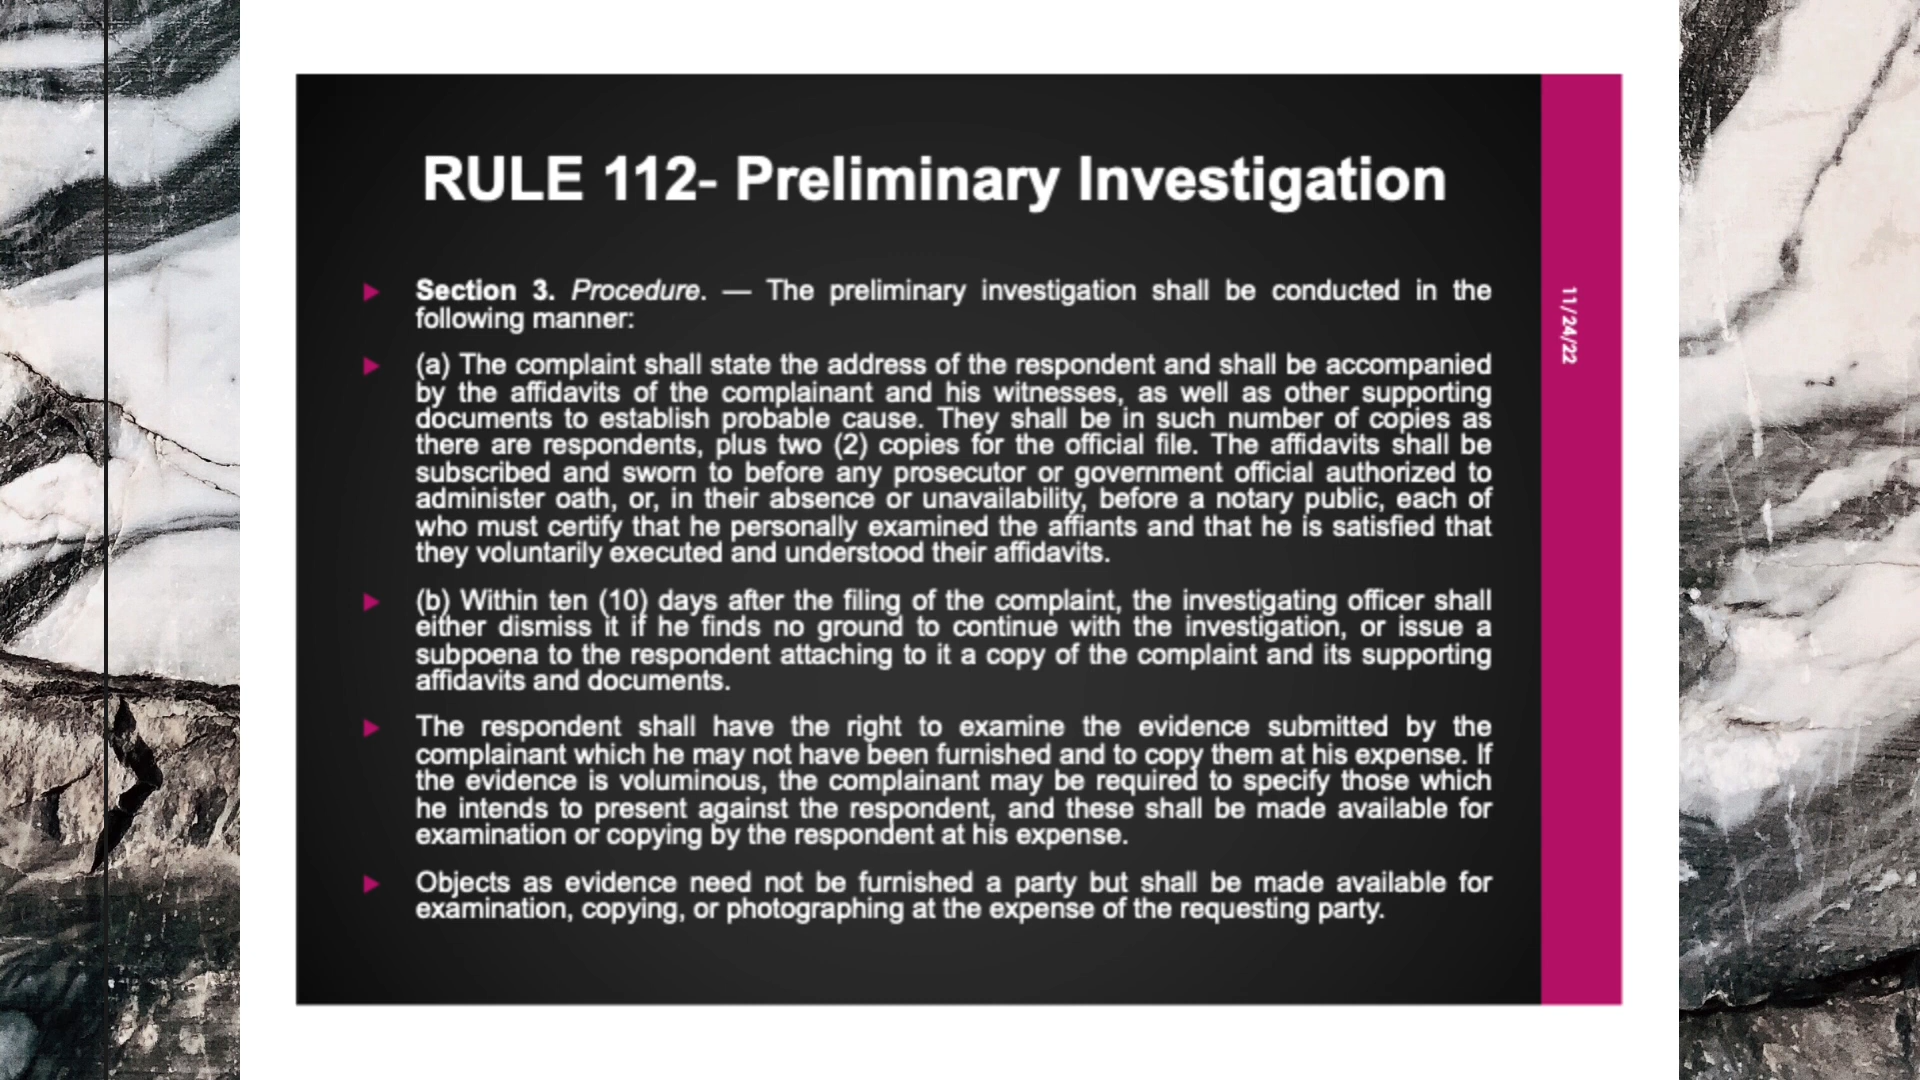 RULE 112- Preliminary Investigation
Section 3. Procedure. — The preliminary investigation shall be conducted in the
following manner:
(a) The complaint shall state the address of the respondent and shall be accompanied
by the affidavits of the complainant and his witnesses, as well as other supporting
documents to establish probable cause. They shall be in such number of copies as
there are respondents, plus two (2) copies for the official file. The affidavits shall be
subscribed and sworn to before any prosecutor or government official authorized to
administer oath, or, in their absence or unavailability, before a notary public, each of
who must certify that he personally examined the affiants and that he is satisfied that
they voluntarily executed and understood their affidavits.
(b) Within ten (10) days after the filing of the complaint, the investigating officer shall
either dismiss it if he finds no ground to continue with the investigation, or issue a
subpoena to the respondent attaching to it a copy of the complaint and its supporting
affidavits and documents.
The respondent shall have the right to examine the evidence submitted by the
complainant which he may not have been furnished and to copy them at his expense. If
the evidence is voluminous, the complainant may be required to specify those which
he intends to present against the respondent, and these shall be made available for
examination or copying by the respondent at his expense.
Objects as evidence need not be furnished a party but shall be made available for
examination, copying, or photographing at the expense of the requesting party.
11/24/22